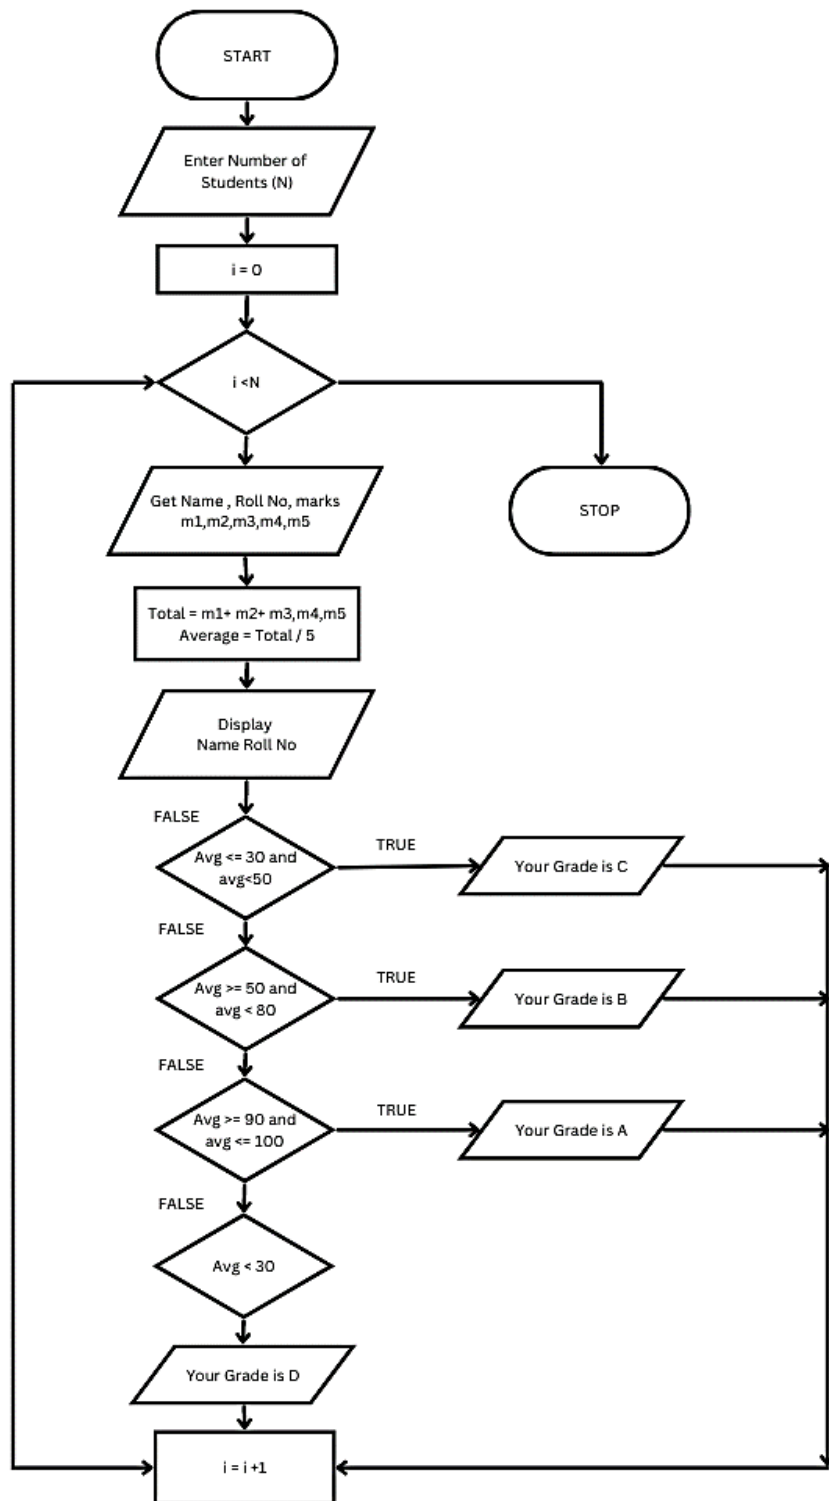 START
Enter Number of
Students (N)
i = 0
i <N
Get Name , Roll No, marks
m1,m2,m3,m4,m5
STOP
Total = m1+ m2+ m3,m4,m5
Average = Total / 5
Display
Name Roll No
FALSE
TRUE
Avg <= 30 and
avg<50
Your Grade is C
FALSE
TRUE
Avg >= 50 and
avg < 80
Your Grade is B
FALSE
TRUE
Avg >= 90 and
avg <= 100
Your Grade is A
FALSE
Avg < 30
Your Grade is D
i = i +1